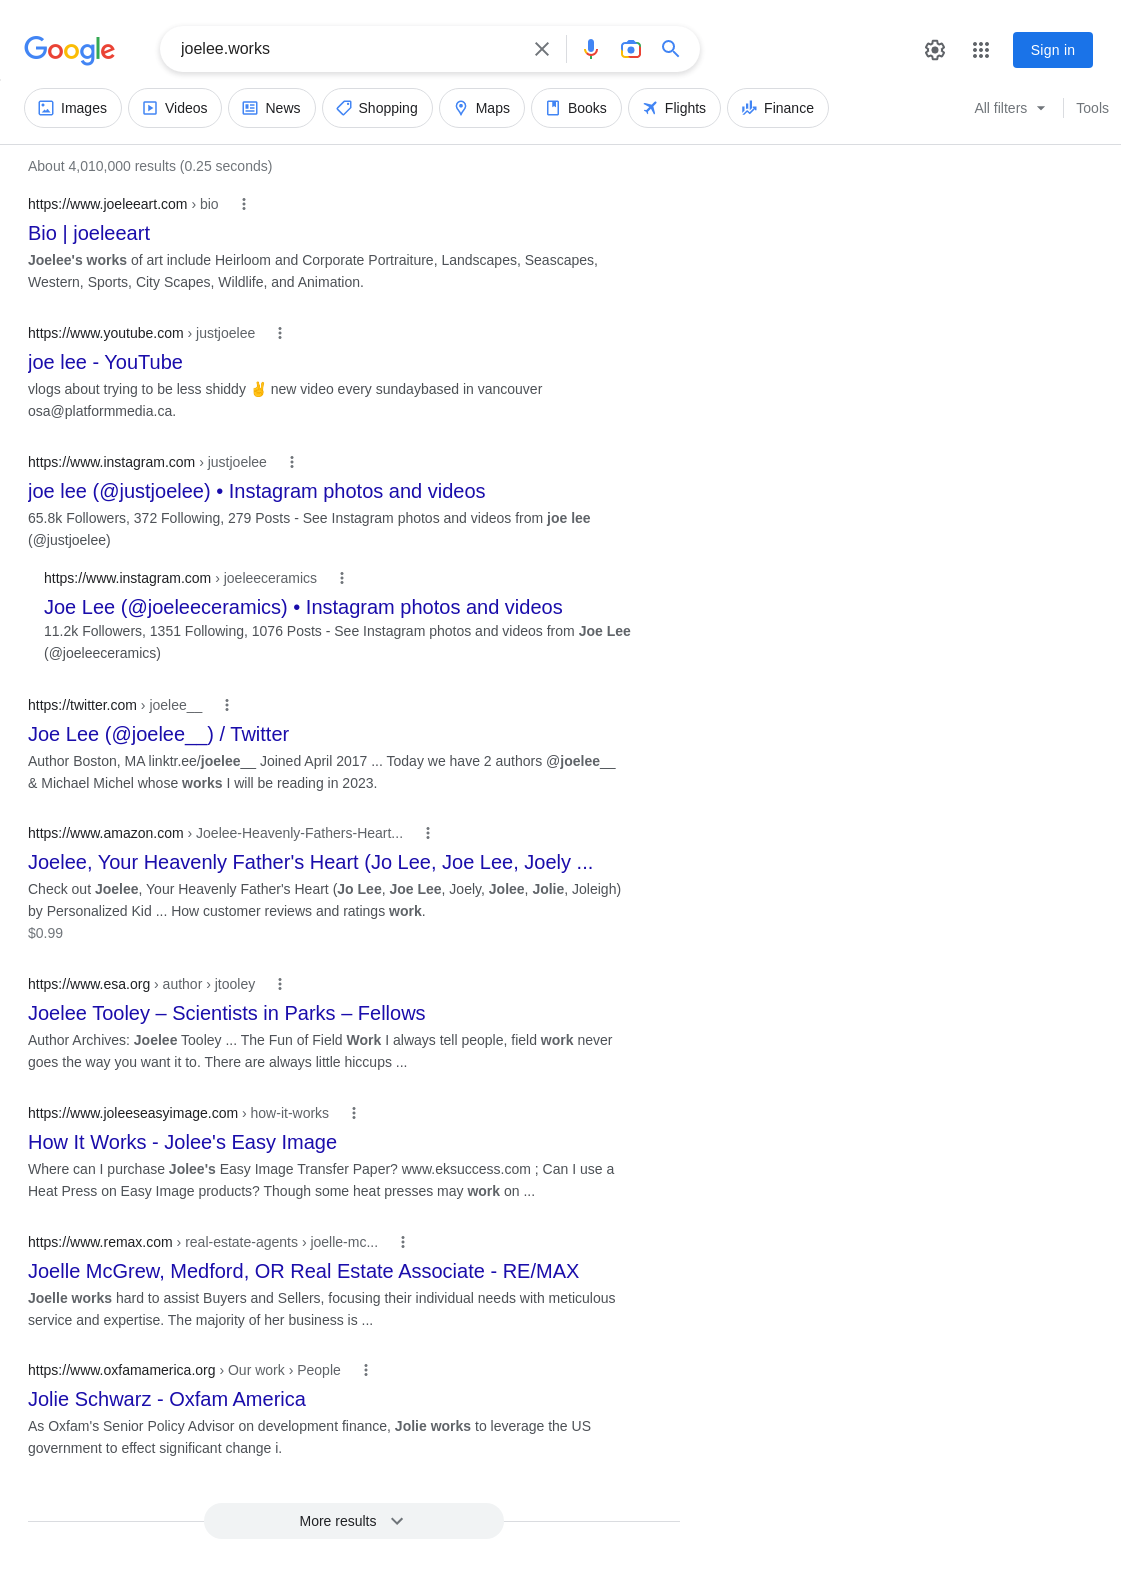 Google
joelee.works
Sign in
Images
Videos
News
Shopping
Maps
Books
Flights
Finance
All filters
Tools
About 4,010,000 results (0.25 seconds)
https://www.joeleeart.com › bio
Bio | joeleeart
Joelee's works of art include Heirloom and Corporate Portraiture, Landscapes, Seascapes,
Western, Sports, City Scapes, Wildlife, and Animation.
https://www.youtube.com › justjoelee
joe lee - YouTube
vlogs about trying to be less shiddy ✌️ new video every sundaybased in vancouver
osa@platformmedia.ca.
https://www.instagram.com › justjoelee
joe lee (@justjoelee) • Instagram photos and videos
65.8k Followers, 372 Following, 279 Posts - See Instagram photos and videos from joe lee
(@justjoelee)
https://www.instagram.com › joeleeceramics
Joe Lee (@joeleeceramics) • Instagram photos and videos
11.2k Followers, 1351 Following, 1076 Posts - See Instagram photos and videos from Joe Lee
(@joeleeceramics)
https://twitter.com › joelee__
Joe Lee (@joelee__) / Twitter
Author Boston, MA linktr.ee/joelee__ Joined April 2017 ... Today we have 2 authors @joelee__
& Michael Michel whose works I will be reading in 2023.
https://www.amazon.com › Joelee-Heavenly-Fathers-Heart...
Joelee, Your Heavenly Father's Heart (Jo Lee, Joe Lee, Joely ...
Check out Joelee, Your Heavenly Father's Heart (Jo Lee, Joe Lee, Joely, Jolee, Jolie, Joleigh)
by Personalized Kid ... How customer reviews and ratings work.
$0.99
https://www.esa.org › author › jtooley
Joelee Tooley – Scientists in Parks – Fellows
Author Archives: Joelee Tooley ... The Fun of Field Work I always tell people, field work never
goes the way you want it to. There are always little hiccups ...
https://www.joleeseasyimage.com › how-it-works
How It Works - Jolee's Easy Image
Where can I purchase Jolee's Easy Image Transfer Paper? www.eksuccess.com ; Can I use a
Heat Press on Easy Image products? Though some heat presses may work on ...
https://www.remax.com › real-estate-agents › joelle-mc...
Joelle McGrew, Medford, OR Real Estate Associate - RE/MAX
Joelle works hard to assist Buyers and Sellers, focusing their individual needs with meticulous
service and expertise. The majority of her business is ...
https://www.oxfamamerica.org › Our work › People
Jolie Schwarz - Oxfam America
As Oxfam's Senior Policy Advisor on development finance, Jolie works to leverage the US
government to effect significant change i.
More results